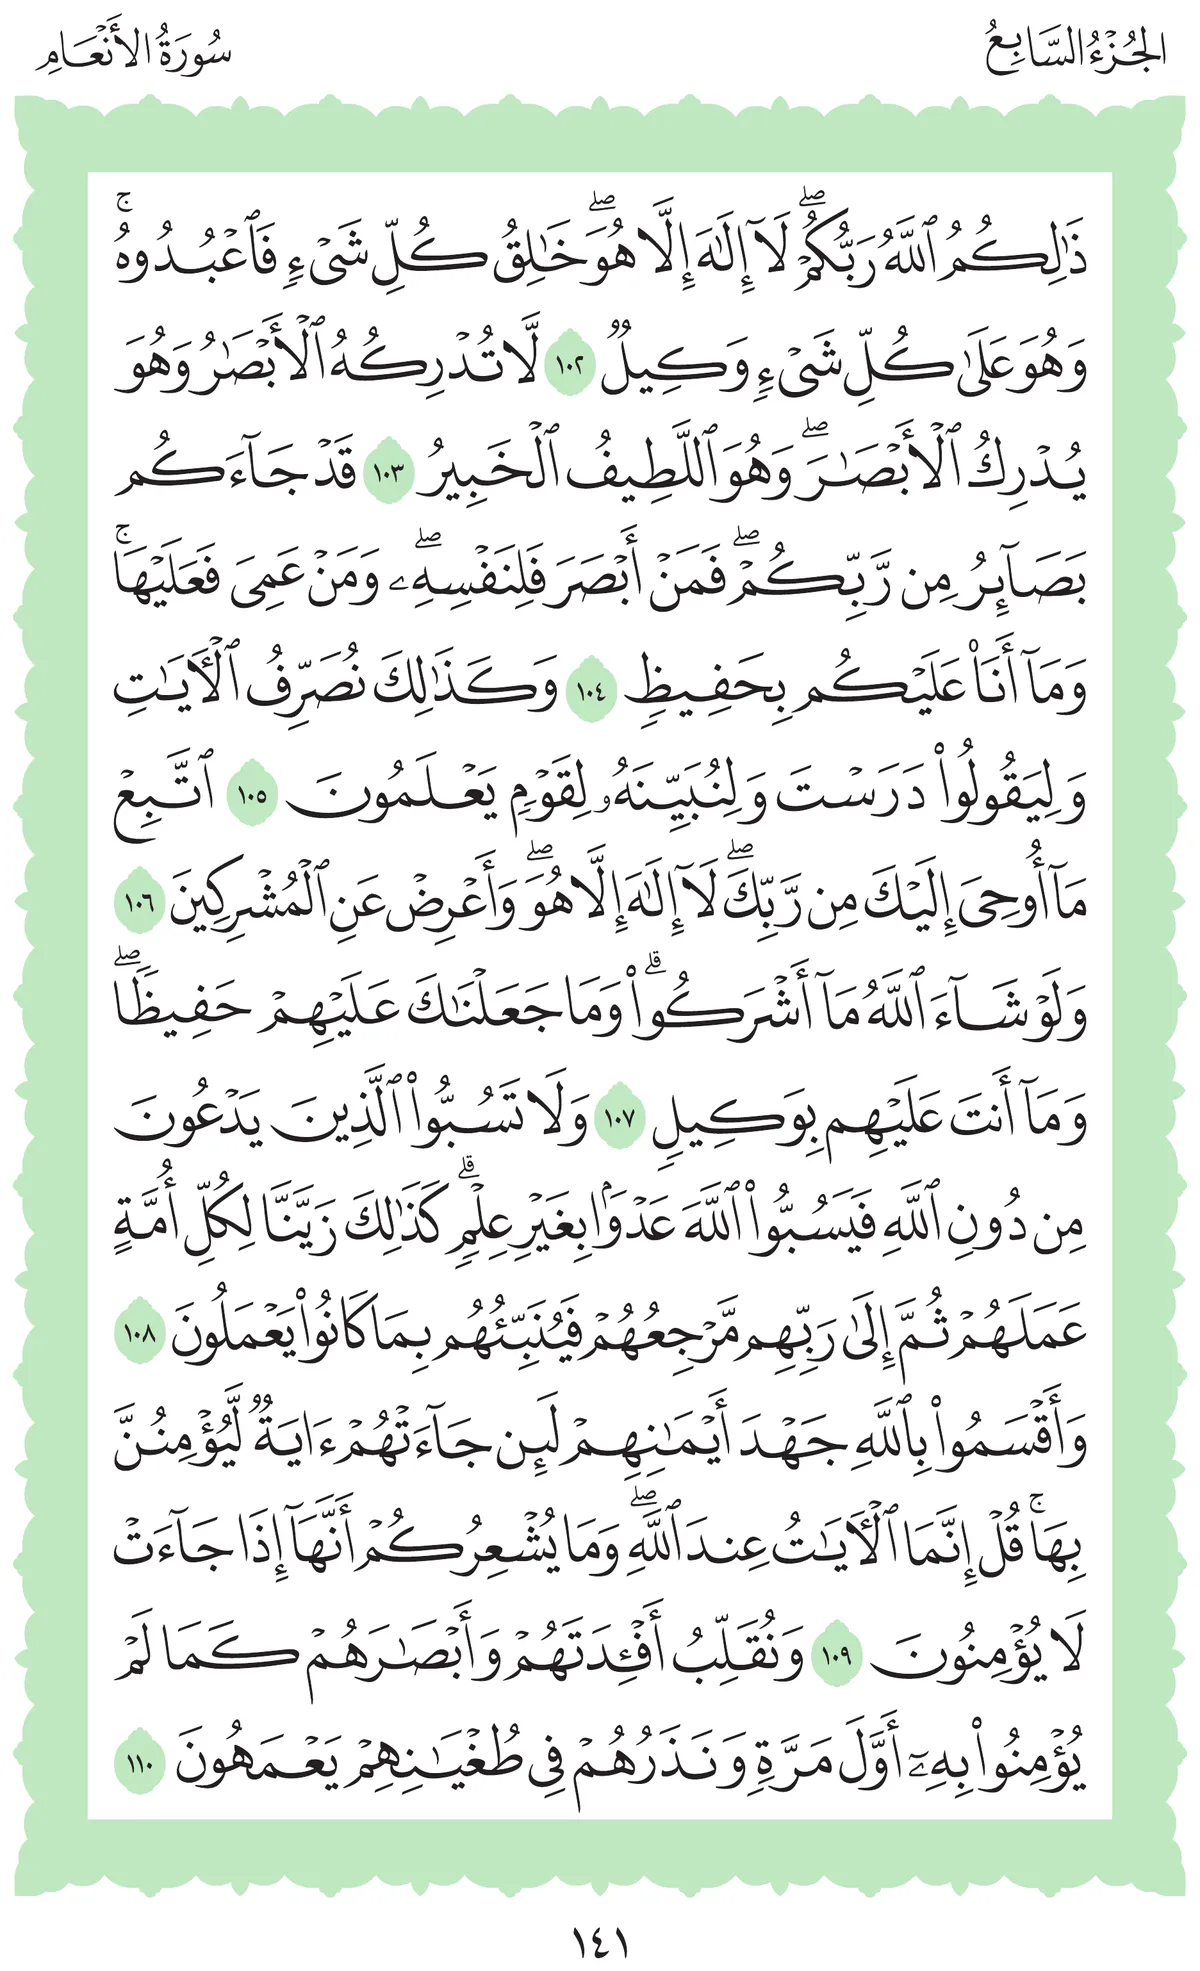 الجُزْءُ السَّابِعُ
سُورَةُ الأَنْعَامِ
ذَٰلِكُمُ ٱللَّهُ رَبُّكُمْۖ لَآ إِلَٰهَ إِلَّا هُوَۖ خَٰلِقُ كُلِّ شَىْءٍۢ فَٱعْبُدُوهُۚ
وَهُوَ عَلَىٰ كُلِّ شَىْءٍۢ وَكِيلٌۭ ١٠٢ لَّا تُدْرِكُهُ ٱلْأَبْصَٰرُ وَهُوَ
يُدْرِكُ ٱلْأَبْصَٰرَۖ وَهُوَ ٱللَّطِيفُ ٱلْخَبِيرُ ١٠٣ قَدْ جَآءَكُم
بَصَآئِرُ مِن رَّبِّكُمْۖ فَمَنْ أَبْصَرَ فَلِنَفْسِهِۦۖ وَمَنْ عَمِىَ فَعَلَيْهَاۚ
وَمَآ أَنَا۠ عَلَيْكُم بِحَفِيظٍۢ ١٠٤ وَكَذَٰلِكَ نُصَرِّفُ ٱلْـَٔايَٰتِ
وَلِيَقُولُوا۟ دَرَسْتَ وَلِنُبَيِّنَهُۥ لِقَوْمٍۢ يَعْلَمُونَ ١٠٥ ٱتَّبِعْ
مَآ أُوحِىَ إِلَيْكَ مِن رَّبِّكَۖ لَآ إِلَٰهَ إِلَّا هُوَۖ وَأَعْرِضْ عَنِ ٱلْمُشْرِكِينَ ١٠٦
وَلَوْ شَآءَ ٱللَّهُ مَآ أَشْرَكُوا۟ۗ وَمَا جَعَلْنَٰكَ عَلَيْهِمْ حَفِيظًۭاۖ
وَمَآ أَنتَ عَلَيْهِم بِوَكِيلٍۢ ١٠٧ وَلَا تَسُبُّوا۟ ٱلَّذِينَ يَدْعُونَ
مِن دُونِ ٱللَّهِ فَيَسُبُّوا۟ ٱللَّهَ عَدْوًۢا بِغَيْرِ عِلْمٍۢۗ كَذَٰلِكَ زَيَّنَّا لِكُلِّ أُمَّةٍ
عَمَلَهُمْ ثُمَّ إِلَىٰ رَبِّهِم مَّرْجِعُهُمْ فَيُنَبِّئُهُم بِمَا كَانُوا۟ يَعْمَلُونَ ١٠٨
وَأَقْسَمُوا۟ بِٱللَّهِ جَهْدَ أَيْمَٰنِهِمْ لَئِن جَآءَتْهُمْ ءَايَةٌۭ لَّيُؤْمِنُنَّ
بِهَاۚ قُلْ إِنَّمَا ٱلْـَٔايَٰتُ عِندَ ٱللَّهِۖ وَمَا يُشْعِرُكُمْ أَنَّهَآ إِذَا جَآءَتْ
لَا يُؤْمِنُونَ ١٠٩ وَنُقَلِّبُ أَفْـِٔدَتَهُمْ وَأَبْصَٰرَهُمْ كَمَا لَمْ
يُؤْمِنُوا۟ بِهِۦٓ أَوَّلَ مَرَّةٍۢ وَنَذَرُهُمْ فِى طُغْيَٰنِهِمْ يَعْمَهُونَ ١١٠
١٤١